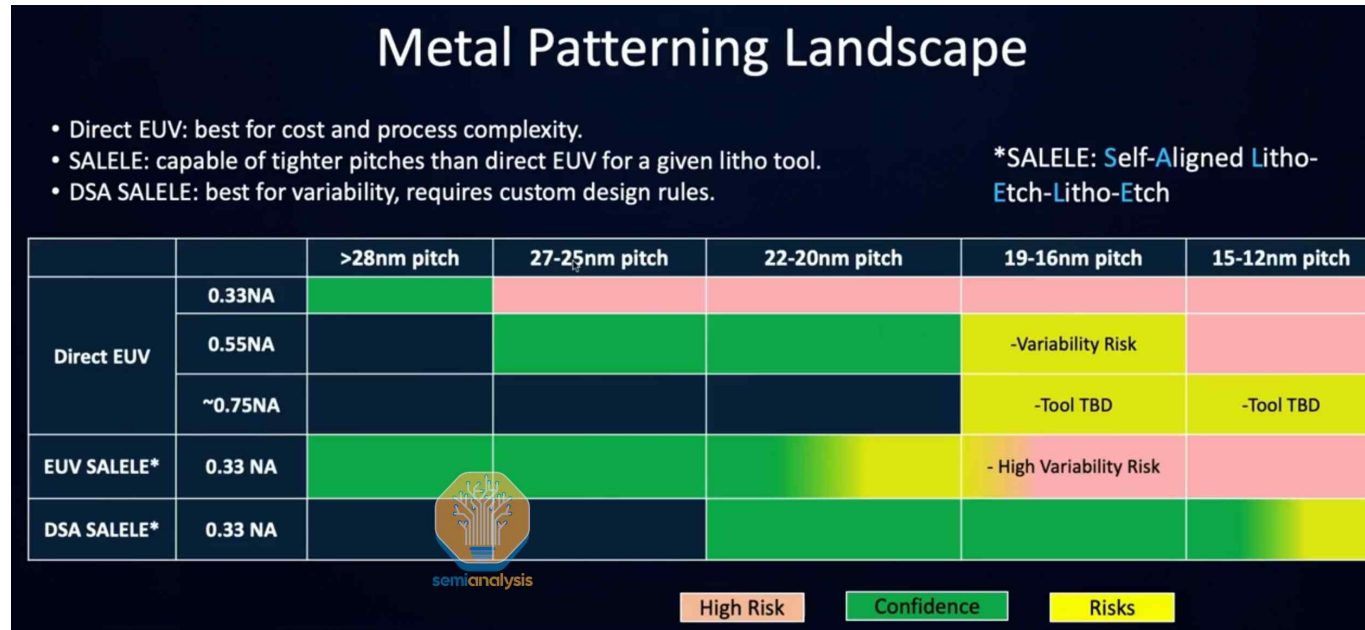 Metal Patterning Landscape
• Direct EUV: best for cost and process complexity.
• SALELE: capable of tighter pitches than direct EUV for a given litho tool.
• DSA SALELE: best for variability, requires custom design rules.
*SALELE: Self-Aligned Litho-
Etch-Litho-Etch
>28nm pitch 27-25nm pitch 22-20nm pitch 19-16nm pitch 15-12nm pitch
Direct EUV
0.33NA
0.55NA -Variability Risk
~0.75NA -Tool TBD -Tool TBD
EUV SALELE* 0.33 NA - High Variability Risk
DSA SALELE* 0.33 NA
semianalysis
High Risk Confidence Risks